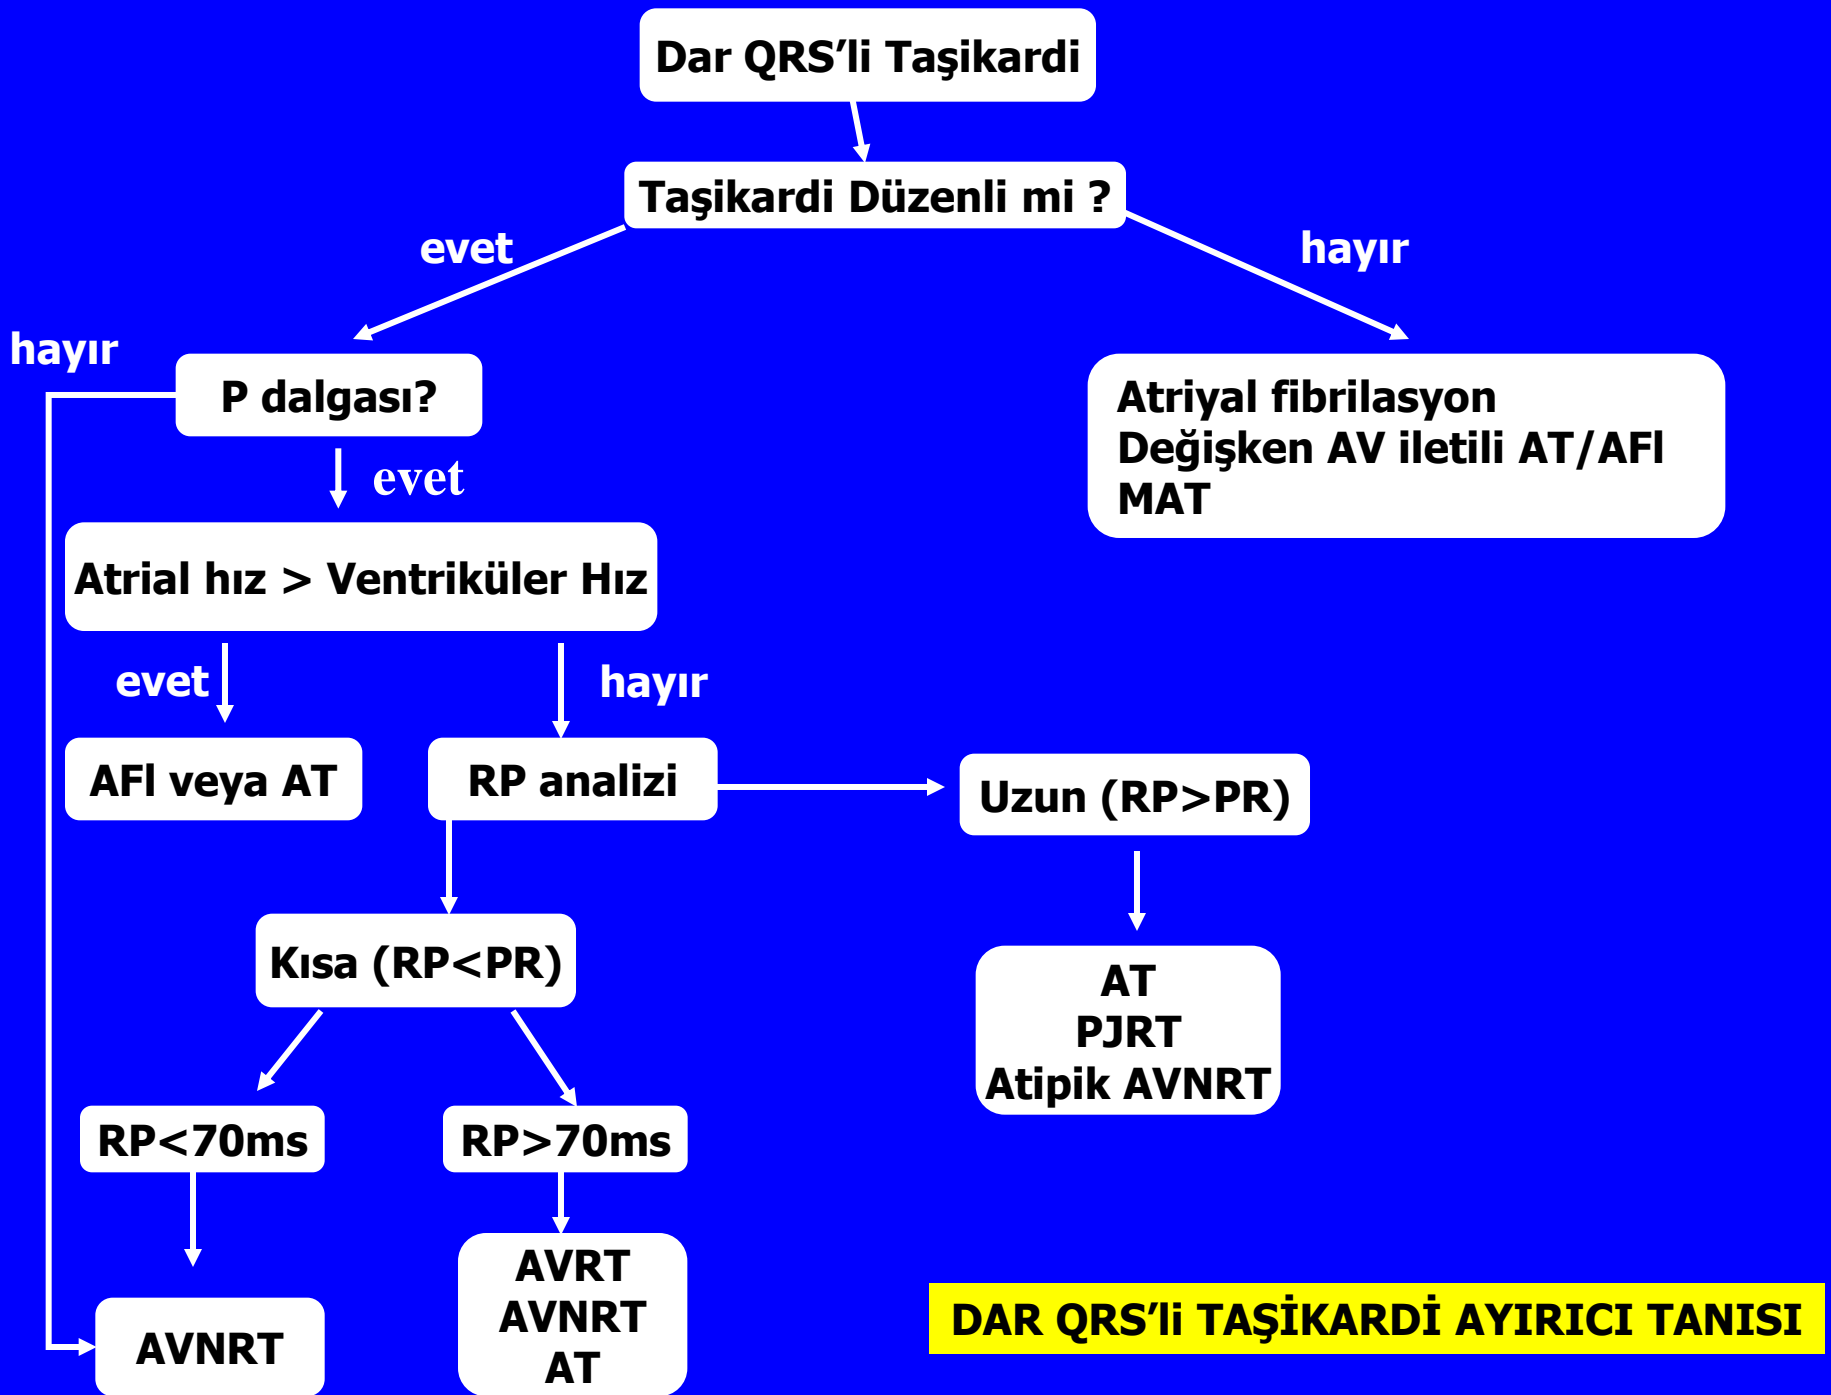 Dar QRS’li Taşikardi
Taşikardi Düzenli mi ?
evet
hayır
hayır
P dalgası?
Atriyal fibrilasyon
Değişken AV iletili AT/AFl
MAT
evet
Atrial hız > Ventriküler Hız
evet
hayır
AFl veya AT
RP analizi
Uzun (RP>PR)
Kısa (RP<PR)
AT
PJRT
Atipik AVNRT
RP<70ms
RP>70ms
AVRT
AVNRT
AT
AVNRT
DAR QRS’li TAŞİKARDİ AYIRICI TANISI